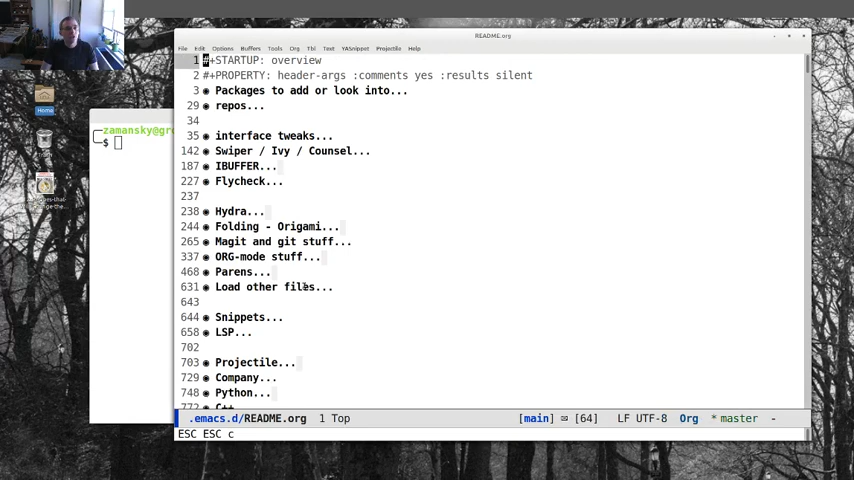 README.org
File Edit Options Buffers Tools Org Tbl Text YASnippet Projectile Help
1 #+STARTUP: overview
2 #+PROPERTY: header-args :comments yes :results silent
3 ◉ Packages to add or look into...
29 ◉ repos...
34
35 ◉ interface tweaks...
142 ◉ Swiper / Ivy / Counsel...
187 ◉ IBUFFER...
227 ◉ Flycheck...
237
238 ◉ Hydra...
244 ◉ Folding - Origami...
265 ◉ Magit and git stuff...
337 ◉ ORG-mode stuff...
468 ◉ Parens...
631 ◉ Load other files...
643
644 ◉ Snippets...
658 ◉ LSP...
702
703 ◉ Projectile...
729 ◉ Company...
748 ◉ Python...
772 ◉ C++
.emacs.d/README.org 1 Top [main] [64] LF UTF-8 Org * master -
ESC ESC c
zamansky@gr
$
Home